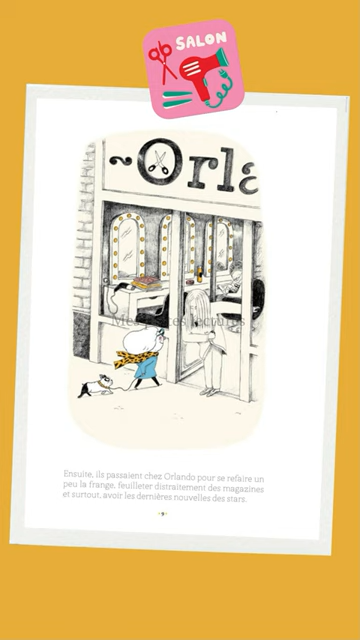 SALON
~Orla
Ensuite, ils passaient chez Orlando pour se refaire un
peu la frange, feuilleter distraitement des magazines
et surtout, avoir les dernières nouvelles des stars.
9